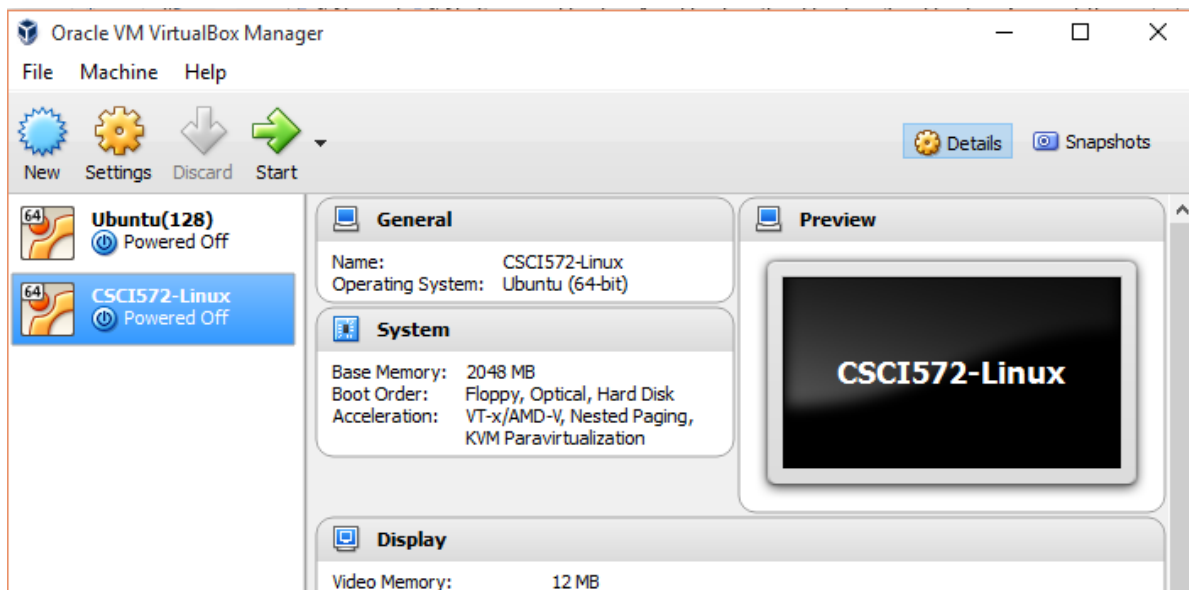 Oracle VM VirtualBox Manager
File Machine Help
New Settings Discard Start
Details Snapshots
64 Ubuntu(128)
Powered Off
64 CSCI572-Linux
Powered Off
General
Name: CSCI572-Linux
Operating System: Ubuntu (64-bit)
System
Base Memory: 2048 MB
Boot Order: Floppy, Optical, Hard Disk
Acceleration: VT-x/AMD-V, Nested Paging,
KVM Paravirtualization
Preview
CSCI572-Linux
Display
Video Memory: 12 MB